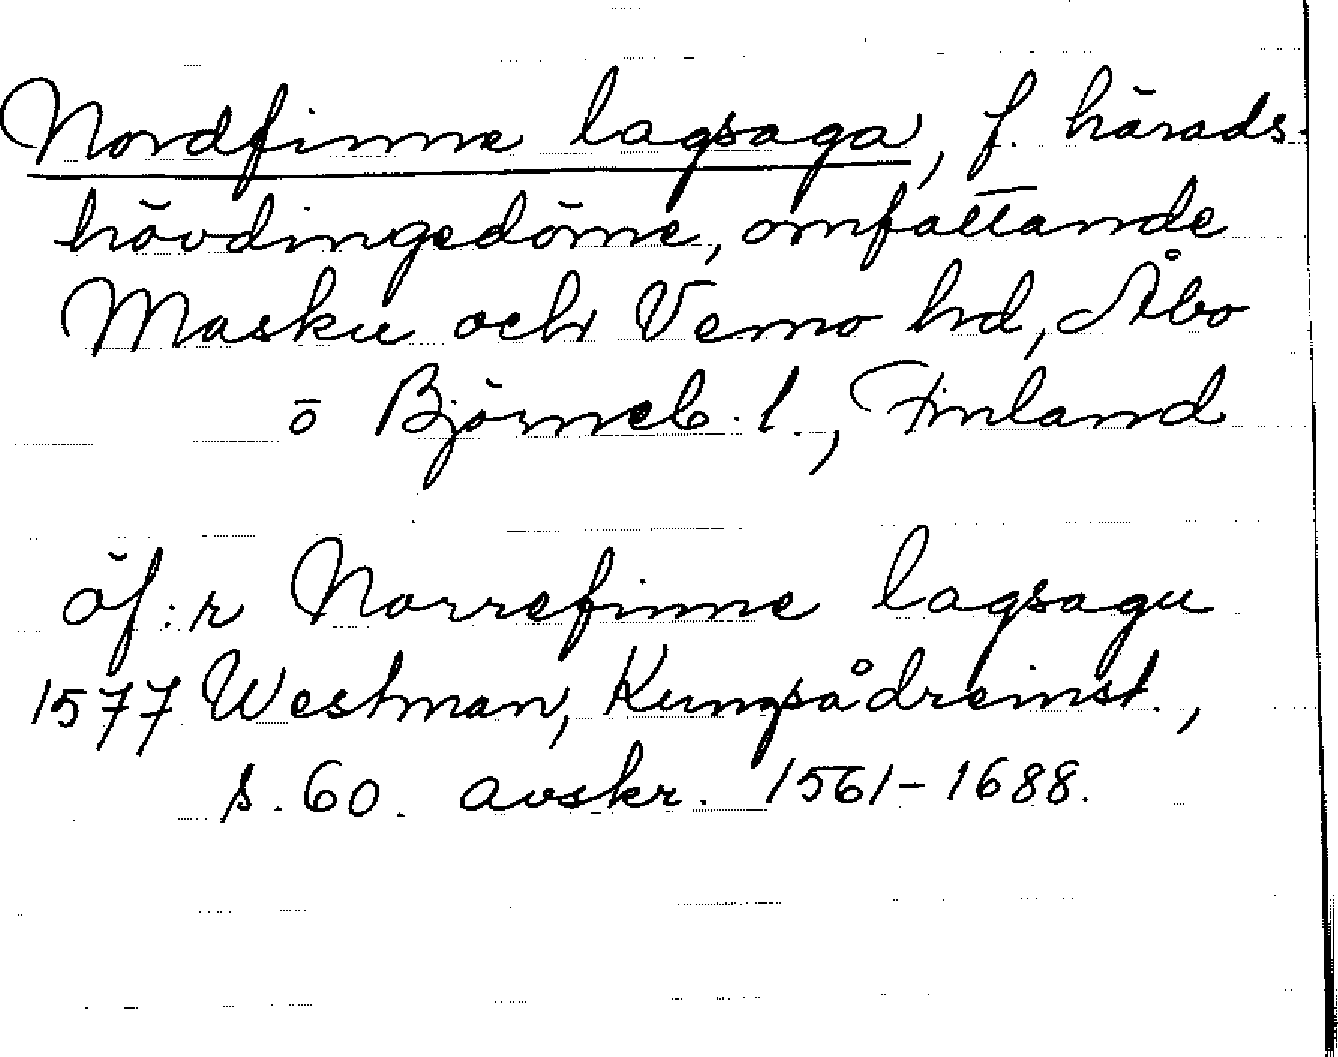 Nordfinne lagsaga, f. härads-
hövdingedöme, omfattande
Masku och Vemo hd, Åbo
o Björneb. l., Finland
öf:r Norrefinne lagsagu
1577 Westman, Kungsådreinst.,
s. 60. avskr. 1561-1688.